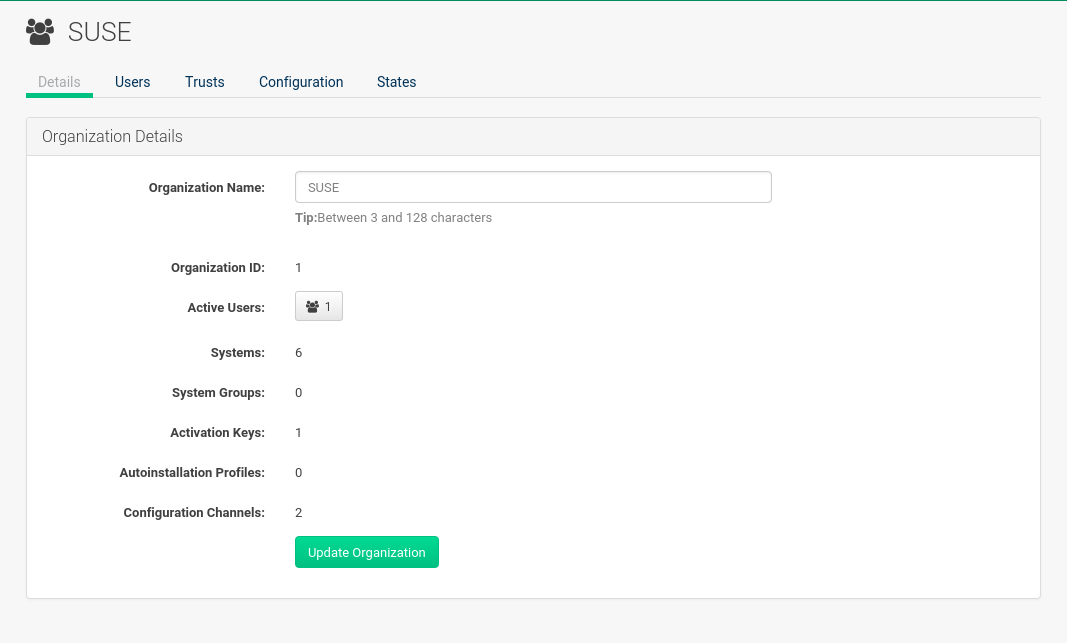 SUSE
Details Users Trusts Configuration States
Organization Details
Organization Name: SUSE
Tip:Between 3 and 128 characters
Organization ID: 1
Active Users: 1
Systems: 6
System Groups: 0
Activation Keys: 1
Autoinstallation Profiles: 0
Configuration Channels: 2
Update Organization